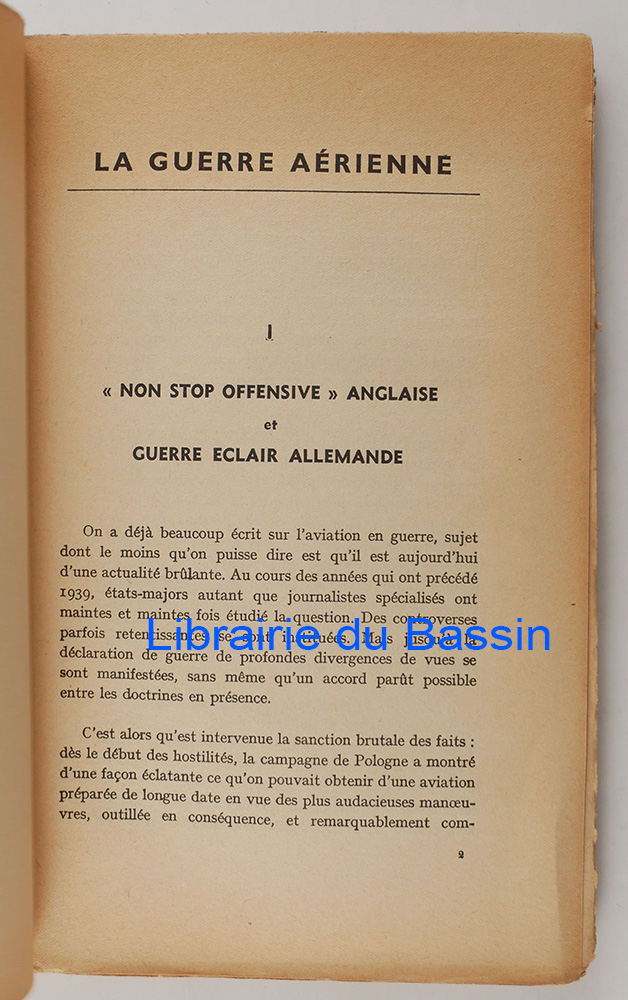 LA GUERRE AÉRIENNE
I
« NON STOP OFFENSIVE » ANGLAISE
et
GUERRE ECLAIR ALLEMANDE
On a déjà beaucoup écrit sur l'aviation en guerre, sujet
dont le moins qu'on puisse dire est qu'il est aujourd'hui
d'une actualité brûlante. Au cours des années qui ont précédé
1939, états-majors autant que journalistes spécialisés ont
maintes et maintes fois étudié la question. Des controverses
parfois retentissantes se sont instituées. Mais jusqu'à la
Librairie du Bassin
déclaration de guerre de profondes divergences de vues se
sont manifestées, sans même qu'un accord parût possible
entre les doctrines en présence.
C'est alors qu'est intervenue la sanction brutale des faits :
dès le début des hostilités, la campagne de Pologne a montré
d'une façon éclatante ce qu'on pouvait obtenir d'une aviation
préparée de longue date en vue des plus audacieuses manœu-
vres, outillée en conséquence, et remarquablement com-
2